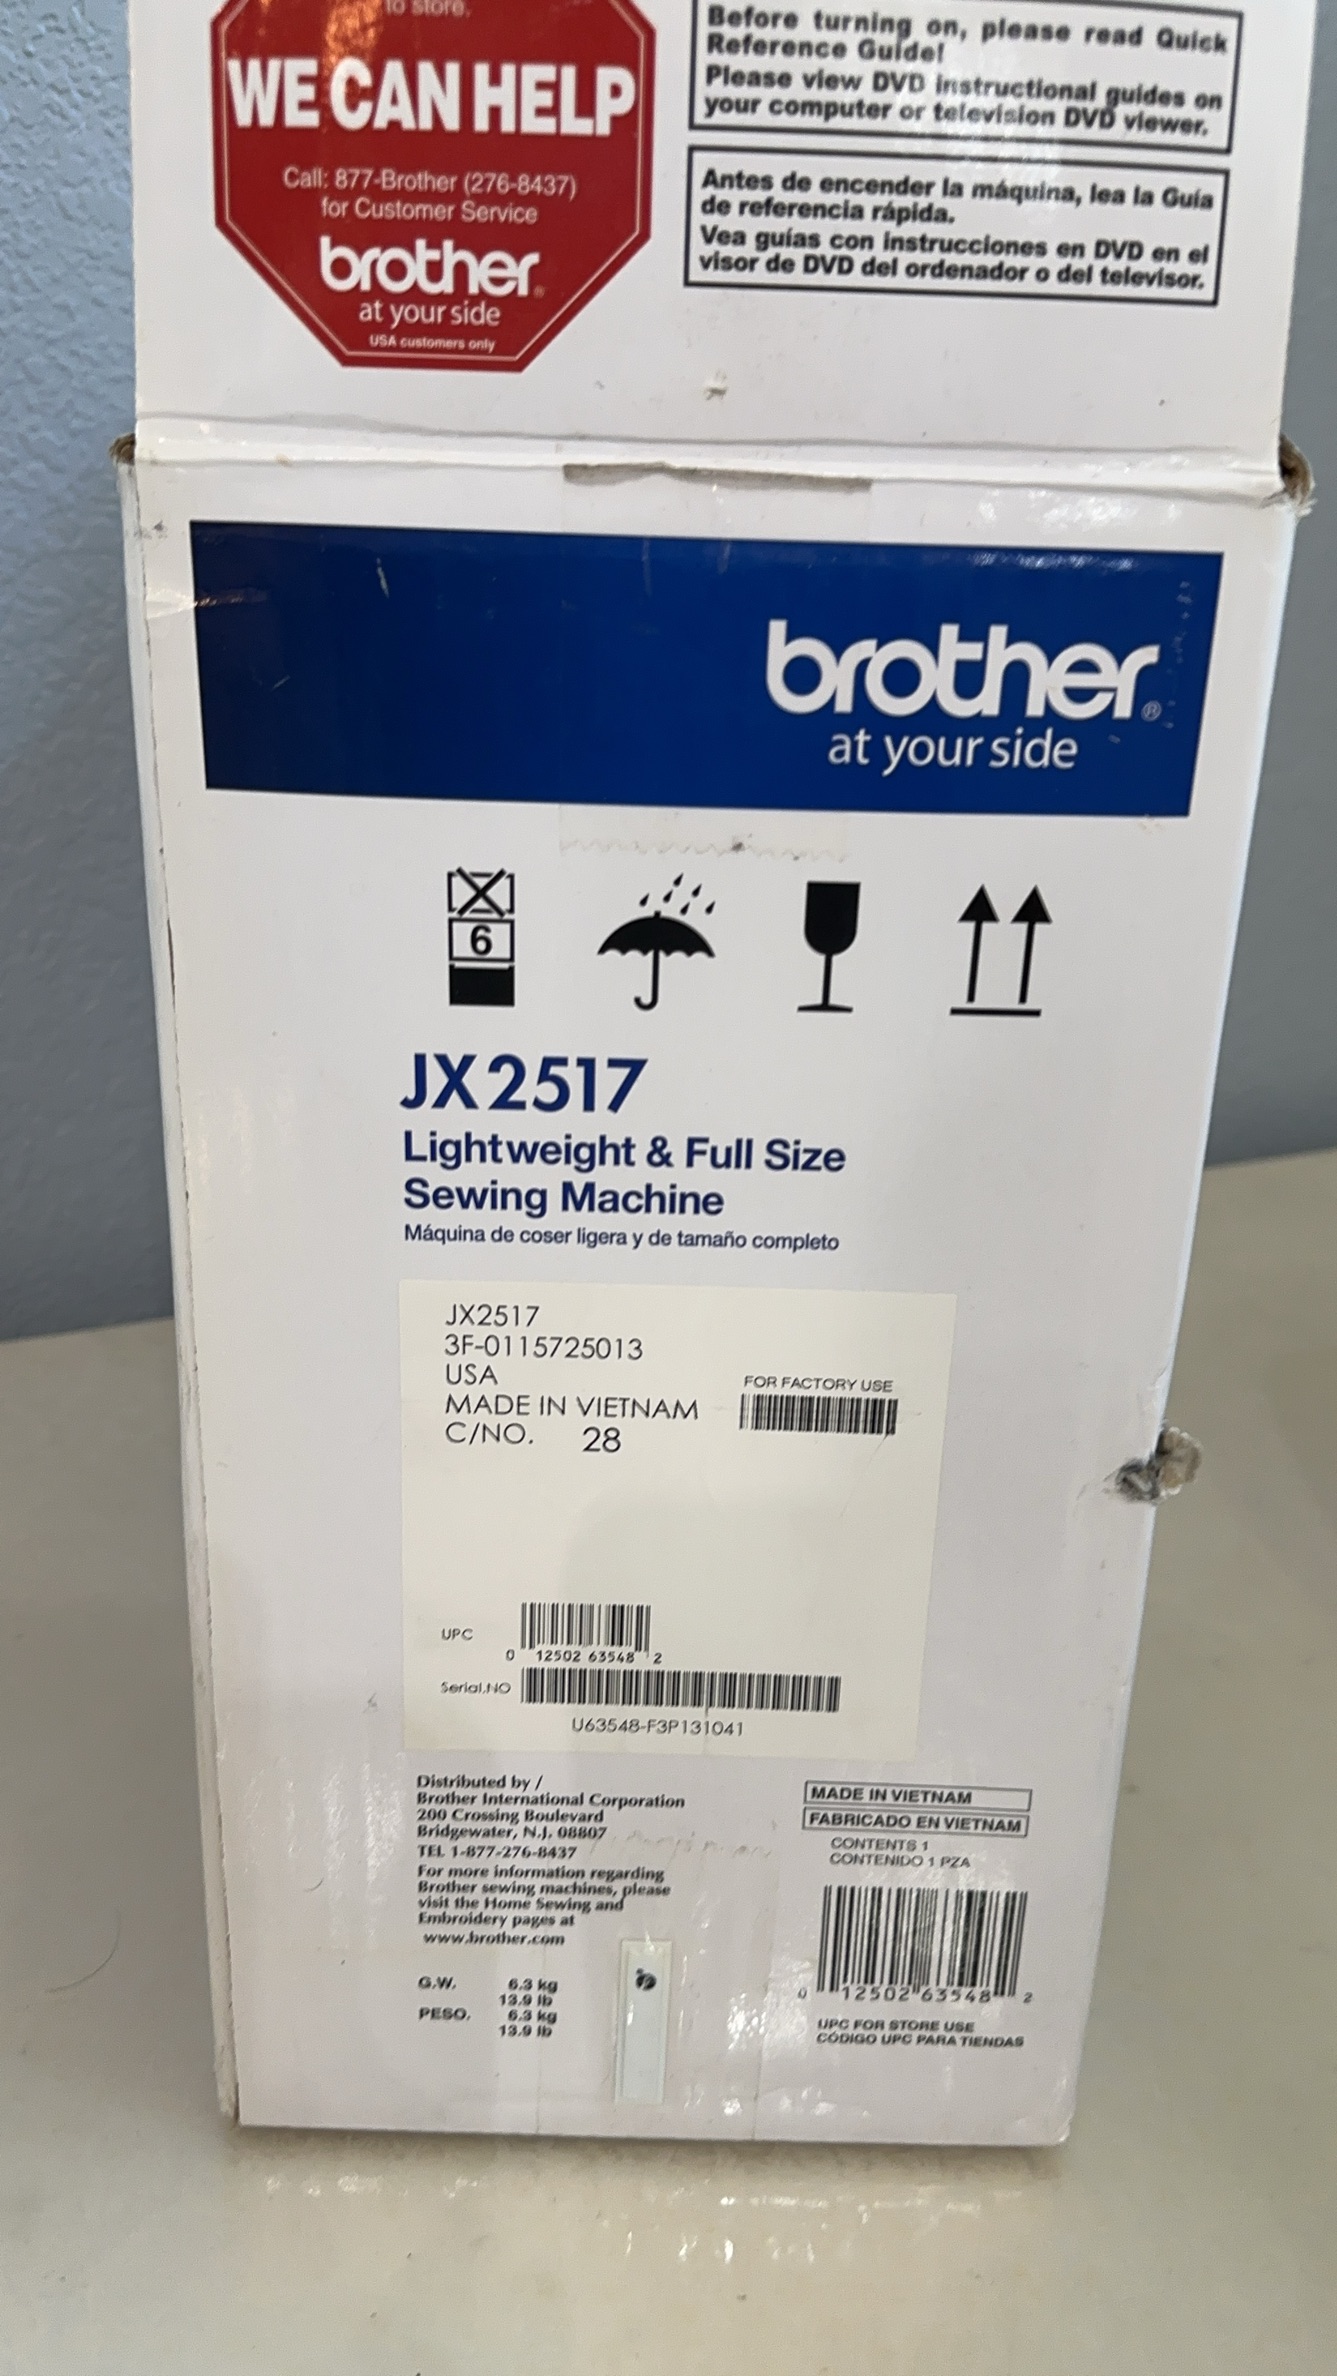 to store.
WE CAN HELP
Call: 877-Brother (276-8437)
for Customer Service
brother®
at your side
USA customers only
Before turning on, please read Quick
Reference Guide!
Please view DVD instructional guides on
your computer or television DVD viewer.
Antes de encender la máquina, lea la Guía
de referencia rápida.
Vea guías con instrucciones en DVD en el
visor de DVD del ordenador o del televisor.
brother®
at your side
6
JX2517
Lightweight & Full Size
Sewing Machine
Máquina de coser ligera y de tamaño completo
JX2517
3F-0115725013
USA
MADE IN VIETNAM
C/NO. 28
FOR FACTORY USE
UPC
0 12502 63548 2
Serial.NO
U63548-F3P131041
Distributed by /
Brother International Corporation
200 Crossing Boulevard
Bridgewater, N.J. 08807
TEL 1-877-276-8437
For more information regarding
Brother sewing machines, please
visit the Home Sewing and
Embroidery pages at
www.brother.com
G.W. 6.3 kg
13.9 lb
PESO. 6.3 kg
13.9 lb
MADE IN VIETNAM
FABRICADO EN VIETNAM
CONTENTS 1
CONTENIDO 1 PZA
0 12502 63548 2
UPC FOR STORE USE
CÓDIGO UPC PARA TIENDAS